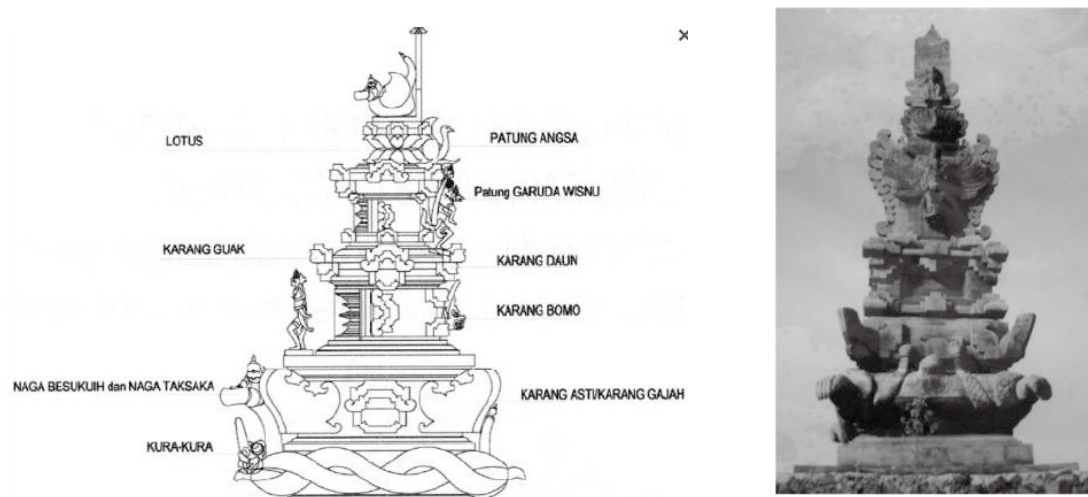 LOTUS
PATUNG ANGSA
Patung GARUDA WISNU
KARANG GUAK
KARANG DAUN
KARANG BOMO
NAGA BESUKUIH dan NAGA TAKSAKA
KARANG ASTI/KARANG GAJAH
KURA-KURA